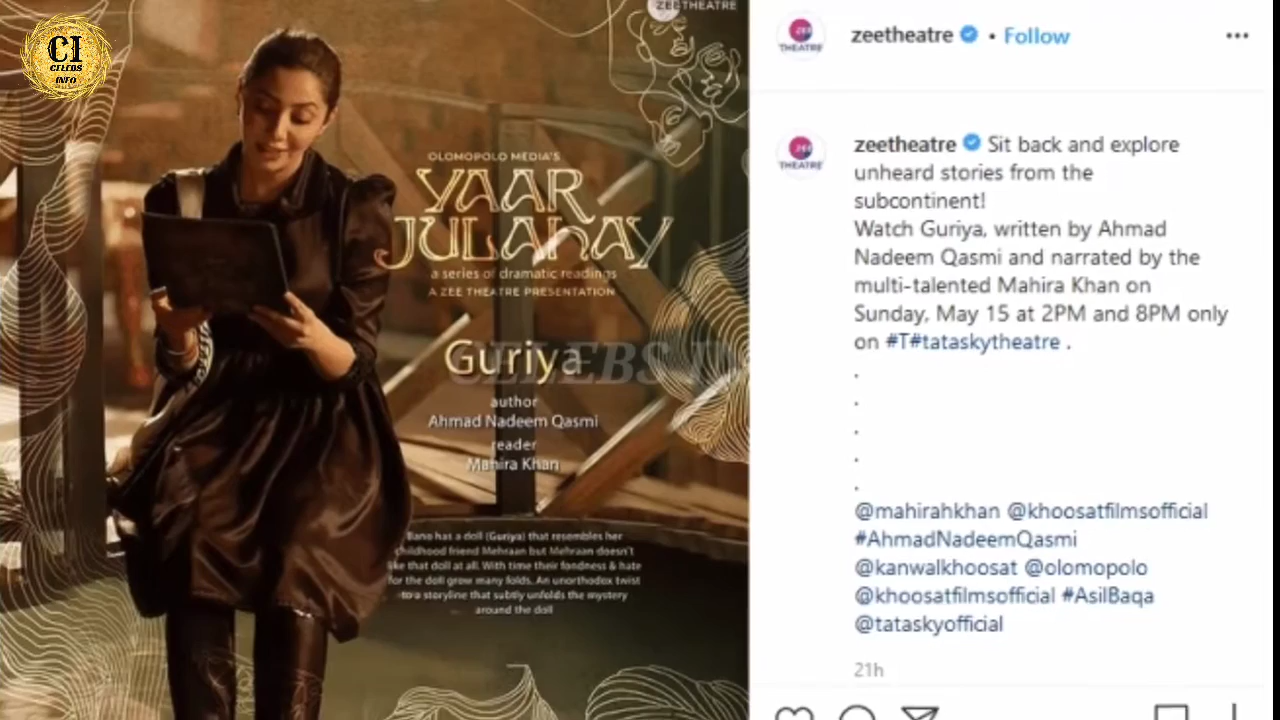 CI
CELEBS
INFO
ZEETHEATRE
OLOMOPOLO MEDIA'S
YAAR
JULAHAY
a series of dramatic readings
A ZEE THEATRE PRESENTATION
Guriya
CELEBS
author
Ahmad Nadeem Qasmi
reader
Mahira Khan
Bano has a doll (Guriya) that resembles her
childhood friend Mehraan but Mehraan doesn't
like that doll at all. With time their fondness & hate
for the doll grow many folds. An unorthodox twist
to a storyline that subtly unfolds the mystery
around the doll
THEATRE
zeetheatre • Follow
•••
THEATRE
zeetheatre Sit back and explore
unheard stories from the
subcontinent!
Watch Guriya, written by Ahmad
Nadeem Qasmi and narrated by the
multi-talented Mahira Khan on
Sunday, May 15 at 2PM and 8PM only
on #T#tataskytheatre .
.
.
.
.
.
@mahirahkhan @khoosatfilmsofficial
#AhmadNadeemQasmi
@kanwalkhoosat @olomopolo
@khoosatfilmsofficial #AsilBaqa
@tataskyofficial
21h